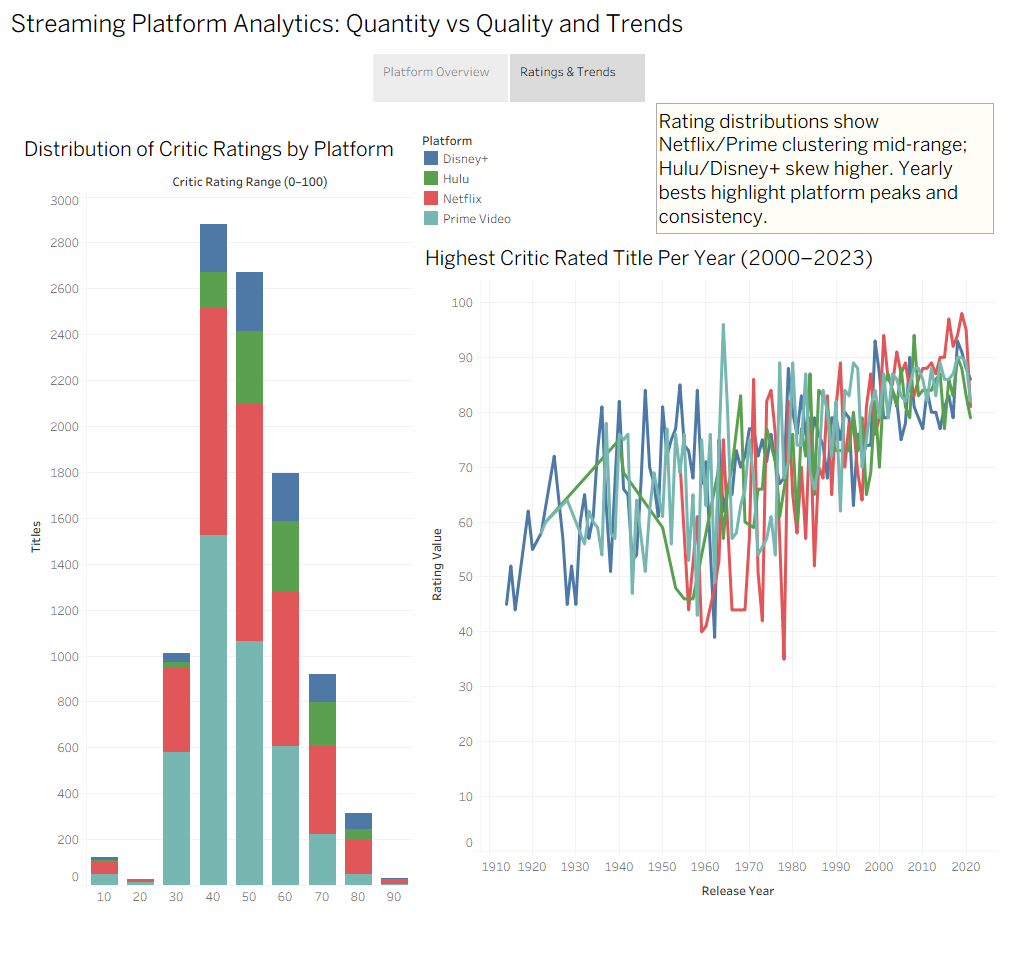 Streaming Platform Analytics: Quantity vs Quality and Trends
Platform Overview
Ratings & Trends
Rating distributions show
Netflix/Prime clustering mid-range;
Hulu/Disney+ skew higher. Yearly
bests highlight platform peaks and
consistency.
Distribution of Critic Ratings by Platform
Critic Rating Range (0–100)
3000
2800
2600
2400
2200
2000
1800
1600
1400
1200
1000
800
600
400
200
0
Titles
10 20 30 40 50 60 70 80 90
Platform
Disney+
Hulu
Netflix
Prime Video
Highest Critic Rated Title Per Year (2000–2023)
100
90
80
70
60
50
40
30
20
10
0
Rating Value
1910 1920 1930 1940 1950 1960 1970 1980 1990 2000 2010 2020
Release Year